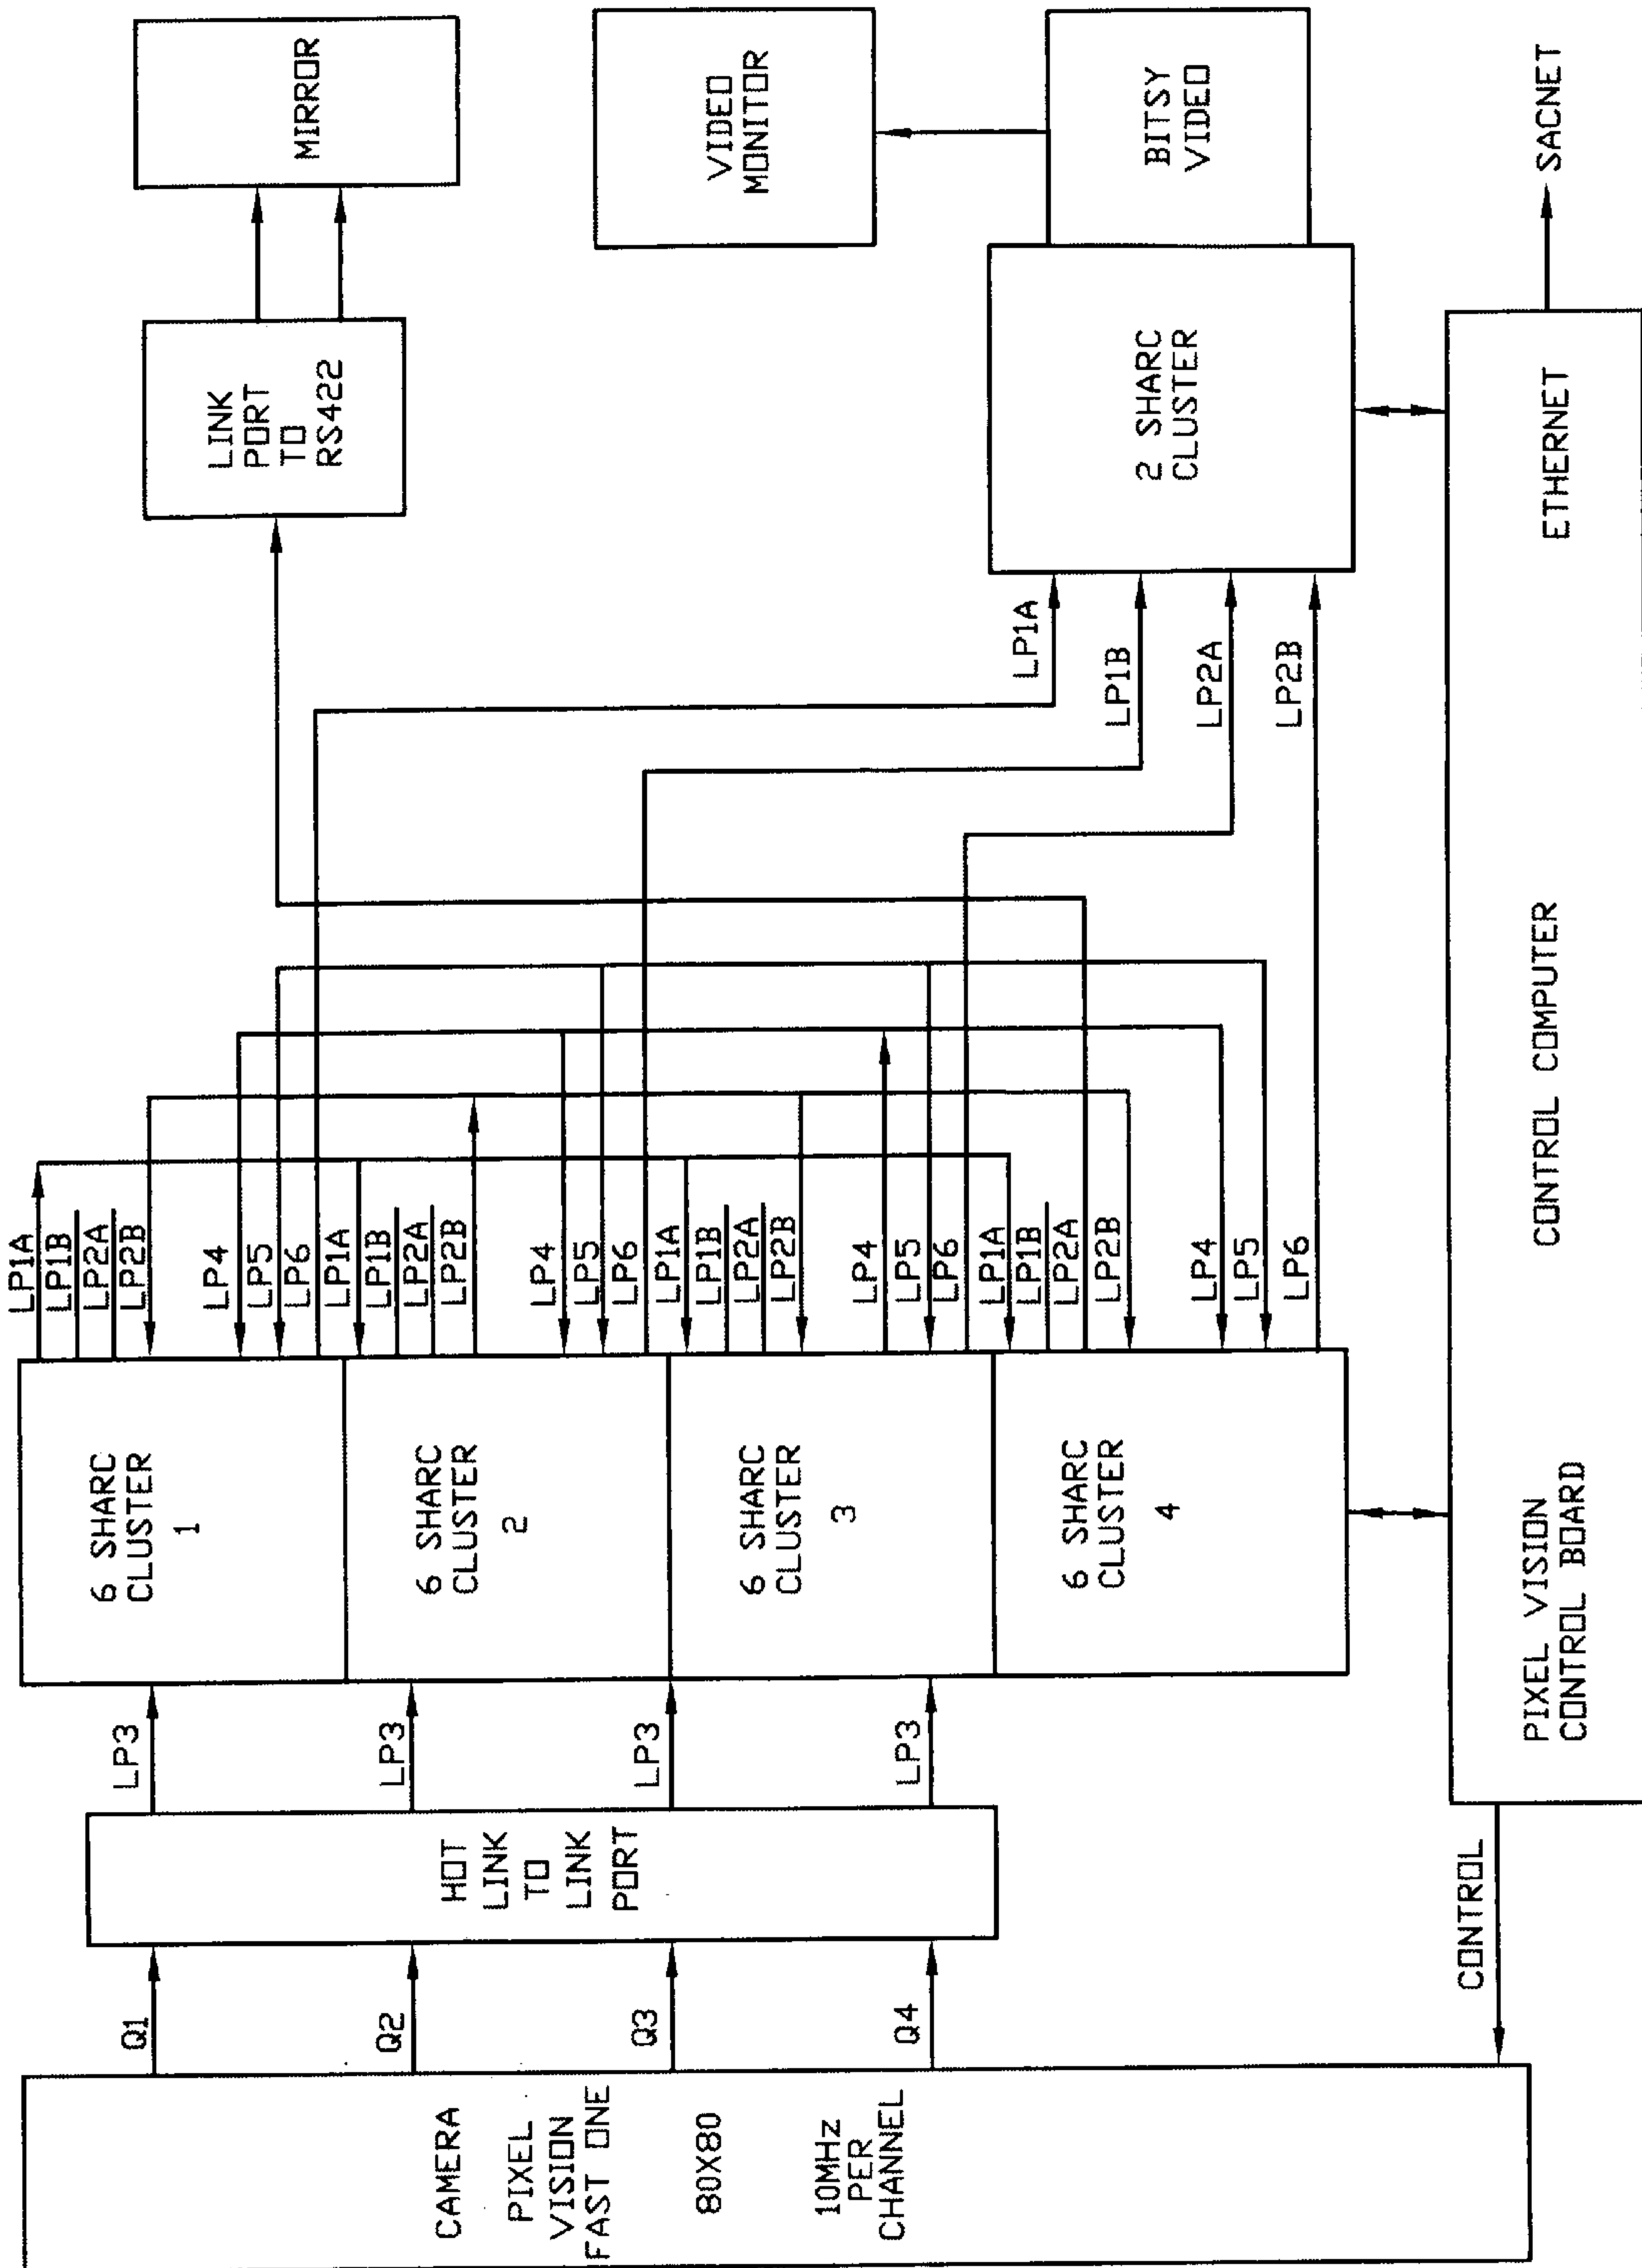 CAMERA
PIXEL
VISION
FAST ONE
80X80
10MHz
PER
CHANNEL
Q1
Q2
Q3
Q4
CONTROL
HOT
LINK
TO
LINK
PORT
LP3
LP3
LP3
LP3
6 SHARC
CLUSTER
1
6 SHARC
CLUSTER
2
6 SHARC
CLUSTER
3
6 SHARC
CLUSTER
4
LP1A
LP1B
LP2A
LP2B
LP4
LP5
LP6
LP1A
LP1B
LP2A
LP2B
LP4
LP5
LP6
LP1A
LP1B
LP2A
LP2B
LP4
LP5
LP6
LP1A
LP1B
LP2A
LP2B
LP4
LP5
LP6
LINK
PORT
TO
RS422
MIRROR
LP1A
LP1B
LP2A
LP2B
2 SHARC
CLUSTER
BITSY
VIDEO
VIDEO
MONITOR
PIXEL VISION
CONTROL BOARD
CONTROL COMPUTER
ETHERNET
SACNET